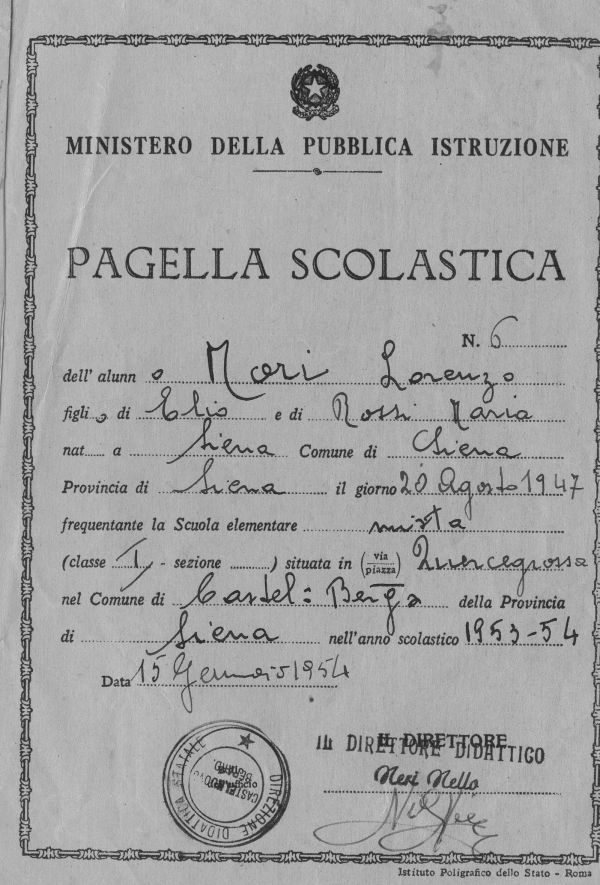 MINISTERO DELLA PUBBLICA ISTRUZIONE
PAGELLA SCOLASTICA
N. 6
dell' alunn o Mori Lorenzo
figli o di Elio e di Rossi Maria
nat a Siena Comune di Siena
Provincia di Siena il giorno 20 Agosto 1947
frequentante la Scuola elementare mista
(classe I - sezione ) situata in (via piazza) Quercegrossa
nel Comune di Castel= Berga della Provincia
di Siena nell'anno scolastico 1953-54
Data 15 Gennaio 1954
IL DIRETTORE
IL DIRETTORE DIDATTICO
Neri Nello
DIREZIONE DIDATTICA STATALE
Istituto Poligrafico dello Stato - Roma